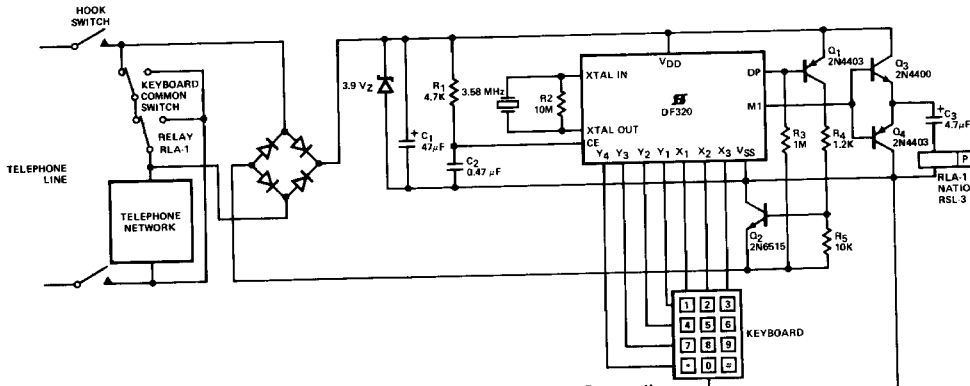 HOOK
SWITCH
KEYBOARD
COMMON
SWITCH
RELAY
RLA-1
TELEPHONE
LINE
TELEPHONE
NETWORK
3.9 VZ
C1
47μF
R1
4.7K
C2
0.47 μF
3.58 MHz
R2
10M
XTAL IN
XTAL OUT
CE
VDD
DF320
DP
M1
Y4 Y3 Y2 Y1 X1 X2 X3 VSS
Q1
2N4403
Q3
2N4400
Q4
2N4403
C3
4.7μF
R3
1M
R4
1.2K
P
RLA-1
NATIO
RSL-3
Q2
2N6515
R5
10K
1 2 3
4 5 6
7 8 9
* 0 #
KEYBOARD